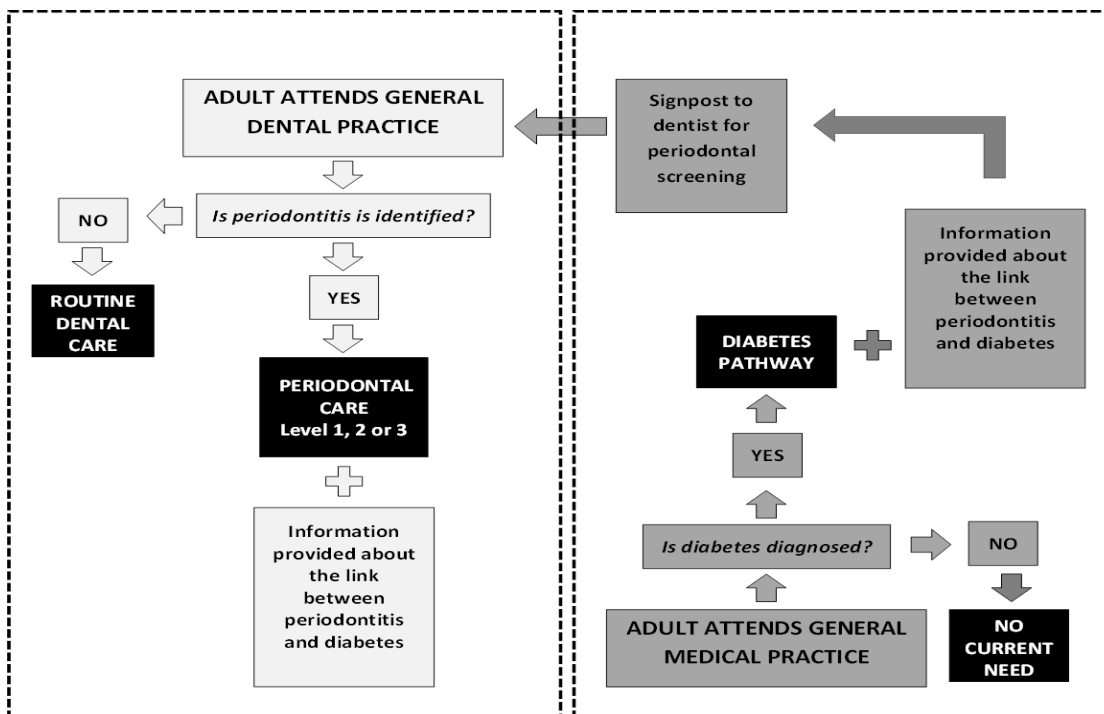 ADULT ATTENDS GENERAL
DENTAL PRACTICE
Is periodontitis is identified?
NO
ROUTINE
DENTAL
CARE
YES
PERIODONTAL
CARE
Level 1, 2 or 3
Information
provided about
the link
between
periodontitis
and diabetes
Signpost to
dentist for
periodontal
screening
Information
provided about
the link
between
periodontitis
and diabetes
DIABETES
PATHWAY
YES
Is diabetes diagnosed?
NO
ADULT ATTENDS GENERAL
MEDICAL PRACTICE
NO
CURRENT
NEED